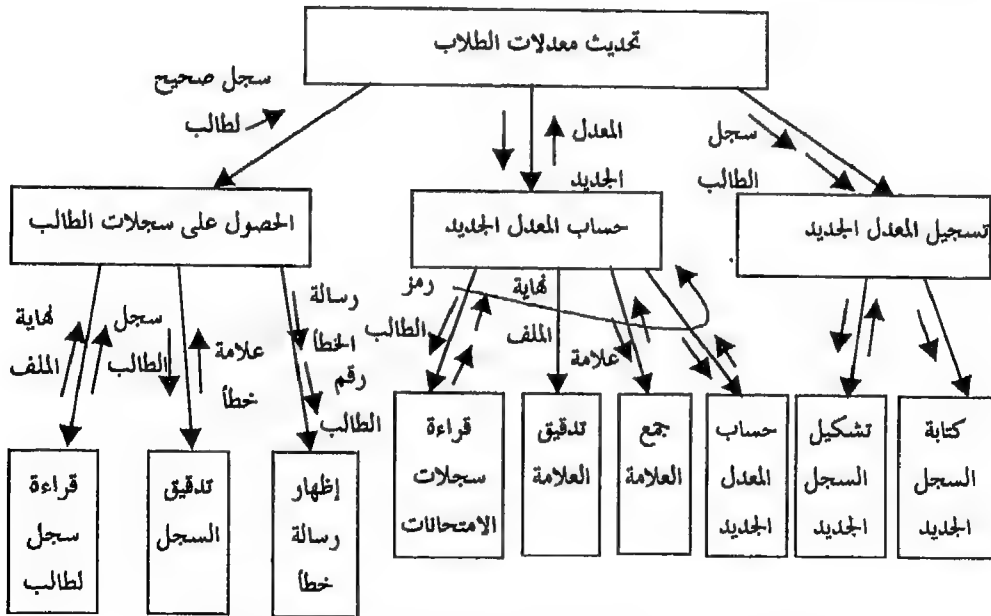 تحديث معدلات الطلاب
سجل صحيح
لطالب
المعدل
الجديد
سجل
الطالب
الحصول على سجلات الطالب
حساب المعدل الجديد
تسجيل المعدل الجديد
نهاية
الملف
سجل
الطالب
علامة
خطأ
رسالة
الخطأ
رقم
الطالب
رمز
الطالب
نهاية
الملف
علامة
قراءة
سجل
لطالب
تدقيق
السجل
إظهار
رسالة
خطأ
قراءة
سجلات
الامتحانات
تدقيق
العلامة
جمع
العلامة
حساب
المعدل
الجديد
تشكيل
السجل
الجديد
كتابة
السجل
الجديد